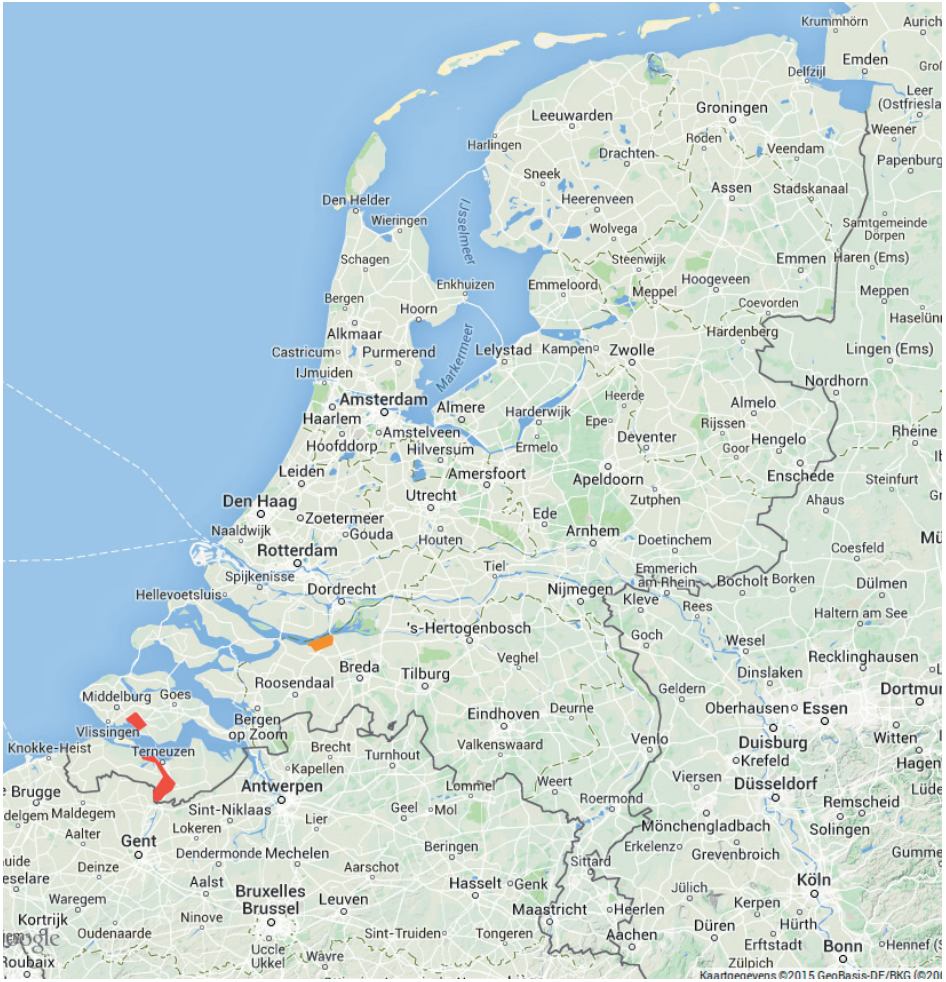 Krummhörn
Aurich
Emden
Delfzijl
Leer
(Ostfriesla
Groningen
Leeuwarden
Harlingen
Roden
Weener
Veendam
Drachten
Papenburg
Sneek
Assen
Stadskanaal
Den Helder
Heerenveen
Wieringen
Wolvega
Samtgemeinde
Dörpen
IJsselmeer
Schagen
Steenwijk
Emmen
Haren (Ems)
Enkhuizen
Emmeloord
Hoogeveen
Meppel
Meppen
Bergen
Hoorn
Coevorden
Haselünn
Alkmaar
Hardenberg
Markermeer
Castricum
Purmerend
Lelystad
Kampen
Zwolle
Lingen (Ems)
IJmuiden
Nordhorn
Amsterdam
Almere
Harderwijk
Heerde
Almelo
Haarlem
Epe
Rijssen
Rheine
Hoofddorp
Amstelveen
Hilversum
Ermelo
Deventer
Goor
Hengelo
Leiden
Amersfoort
Apeldoorn
Enschede
Steinfurt
Den Haag
Utrecht
Zutphen
Ahaus
Zoetermeer
Ede
Naaldwijk
Gouda
Houten
Arnhem
Doetinchem
Coesfeld
Mü
Rotterdam
Spijkenisse
Tiel
Emmerich
am Rhein
Bocholt
Borken
Dülmen
Hellevoetsluis
Dordrecht
Nijmegen
Kleve
Rees
Haltern am See
's-Hertogenbosch
Goch
Wesel
Recklinghausen
Breda
Tilburg
Veghel
Dinslaken
Roosendaal
Middelburg
Goes
Geldern
Oberhausen
Essen
Dortmun
Vlissingen
Bergen
op Zoom
Eindhoven
Deurne
Duisburg
Witten
Knokke-Heist
Terneuzen
Brecht
Turnhout
Valkenswaard
Venlo
Krefeld
Hagen
Kapellen
Viersen
Düsseldorf
Lüde
Brugge
Antwerpen
Lommel
Weert
Roermond
Remscheid
Maldegem
Sint-Niklaas
Geel
Mol
Aalter
Lokeren
Lier
Mönchengladbach
Solingen
Gent
Beringen
Erkelenz
Grevenbroich
Gumme
Deinze
Dendermonde
Mechelen
Aarschot
Sittard
Aalst
Hasselt
Genk
Jülich
Köln
Waregem
Bruxelles
Brussel
Leuven
Maastricht
Heerlen
Kerpen
Kortrijk
Ninove
Düren
Hürth
Oudenaarde
Sint-Truiden
Tongeren
Aachen
Erftstadt
Bonn
Hennef (S
Roubaix
Uccle
Ukkel
Wavre
Zülpich
Kaartgegevens ©2015 GeoBasis-DE/BKG (©200